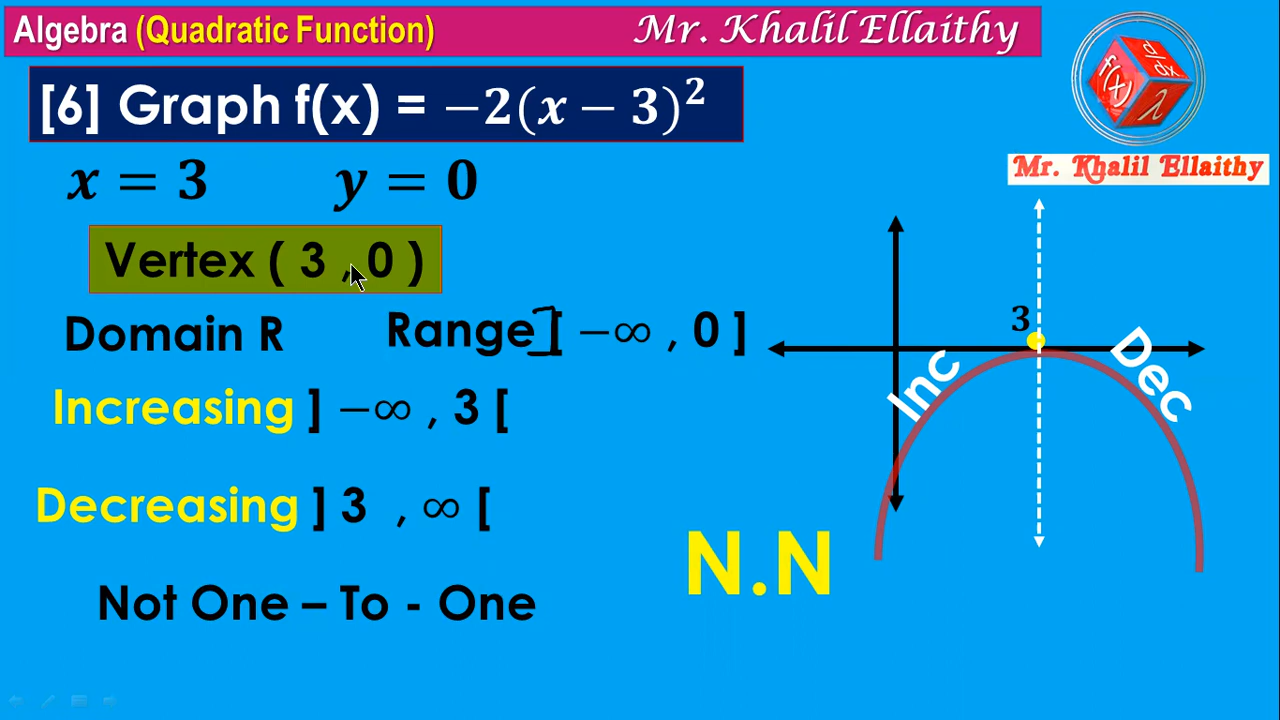 Algebra (Quadratic Function) Mr. Khalil Ellaithy
[6] Graph f(x) = −2(x − 3)²
x = 3 y = 0
Vertex ( 3 , 0 )
Domain R Range ][ −∞ , 0 ]
Increasing ] −∞ , 3 [
Decreasing ] 3 , ∞ [
Not One – To - One
N.N
f(x)
d/dx
λ
Mr. Khalil Ellaithy
3
Inc
Dec